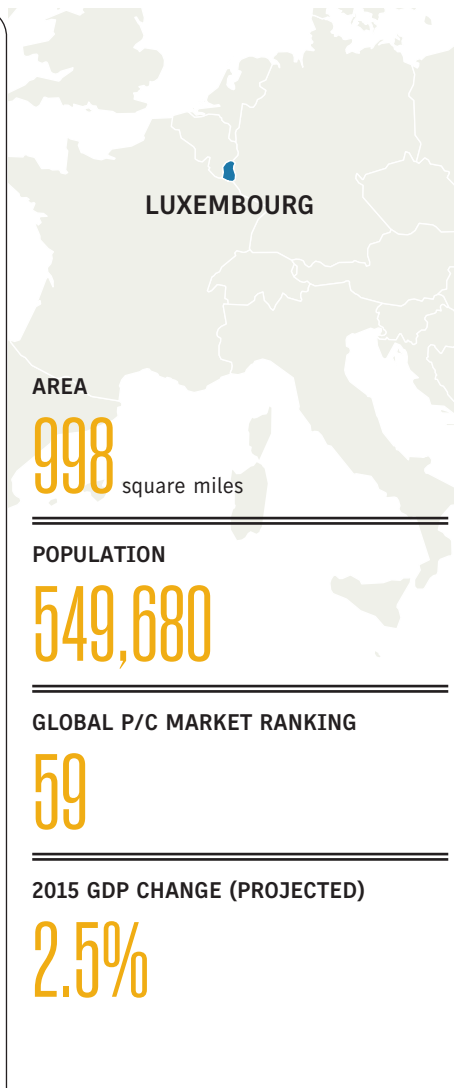 LUXEMBOURG
AREA
998 square miles
POPULATION
549,680
GLOBAL P/C MARKET RANKING
59
2015 GDP CHANGE (PROJECTED)
2.5%